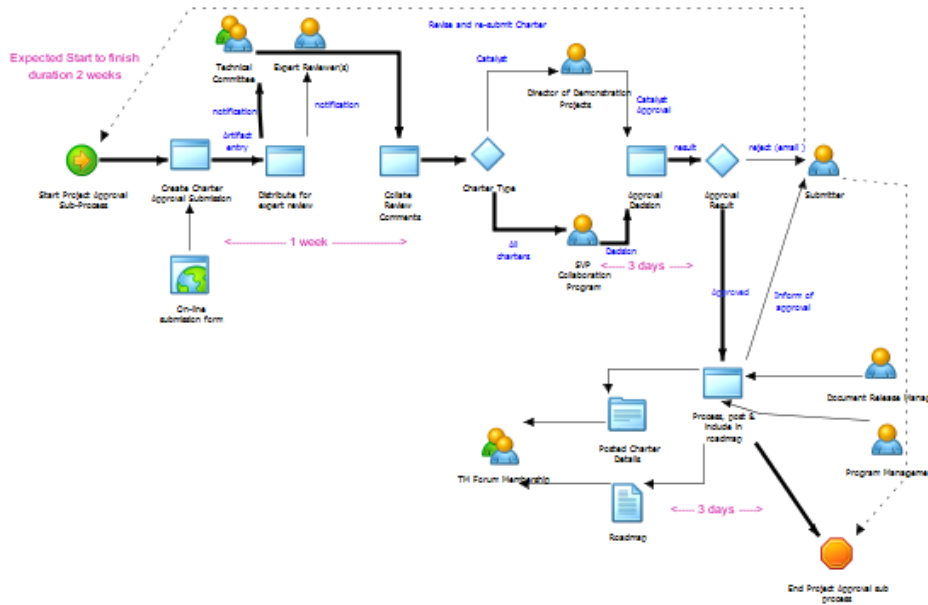 Revise and re-submit Charter
Expected Start to finish
duration 2 weeks
Technical
Committee
Expert Reviewer(s)
Catalyst
Director of Demonstration
Projects
Catalyst
Approval
notification
notification
Artifact
entry
result
reject (email )
Start Project Approval
Sub-Process
Create Charter
Approval Submission
Distribute for
expert review
Collate
Review
Comments
Charter Type
Approval
Decision
Approval
Result
Submitter
<---------------- 1 week ---------------->
All
charters
SVP
Collaboration
Program
Decision
<----- 3 days ----->
Approved
Inform of
approval
On-line
submission form
Document Release Manag
Process, post &
include in
roadmap
Posted Charter
Details
TM Forum Membership
Program Manageme
Roadmap
<----- 3 days ----->
End Project Approval sub
process